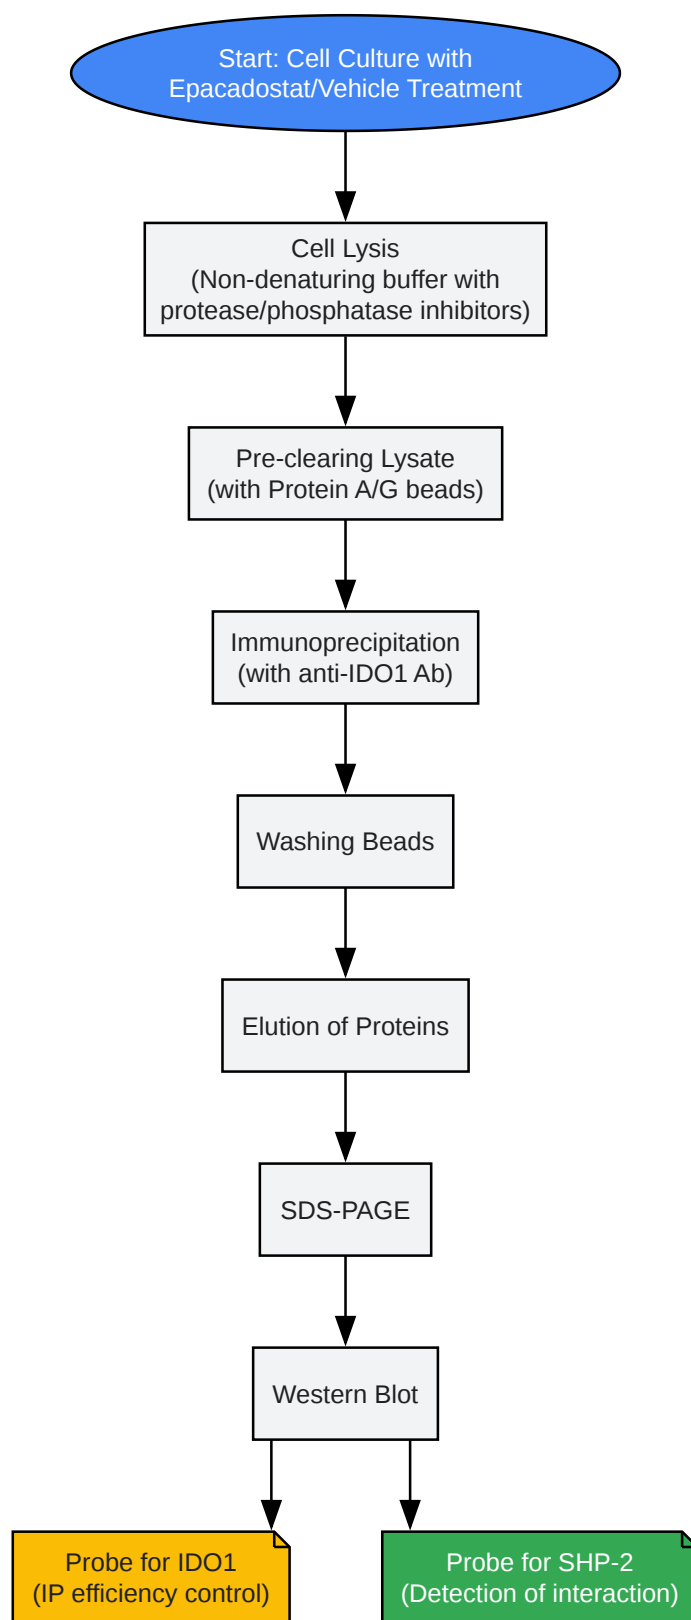 Start: Cell Culture with
Epacadostat/Vehicle Treatment
Cell Lysis
(Non-denaturing buffer with
protease/phosphatase inhibitors)
Pre-clearing Lysate
(with Protein A/G beads)
Immunoprecipitation
(with anti-IDO1 Ab)
Washing Beads
Elution of Proteins
SDS-PAGE
Western Blot
Probe for IDO1
(IP efficiency control)
Probe for SHP-2
(Detection of interaction)